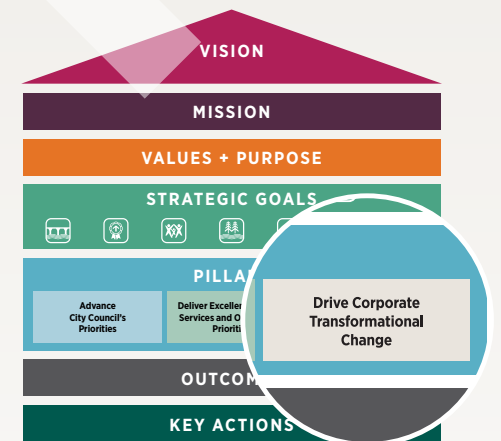 VISION
MISSION
VALUES + PURPOSE
STRATEGIC GOALS
PILLA
Advance
City Council's
Priorities
Deliver Excelle
Services and O
Priorit
Drive Corporate
Transformational
Change
OUTCOM
KEY ACTIONS